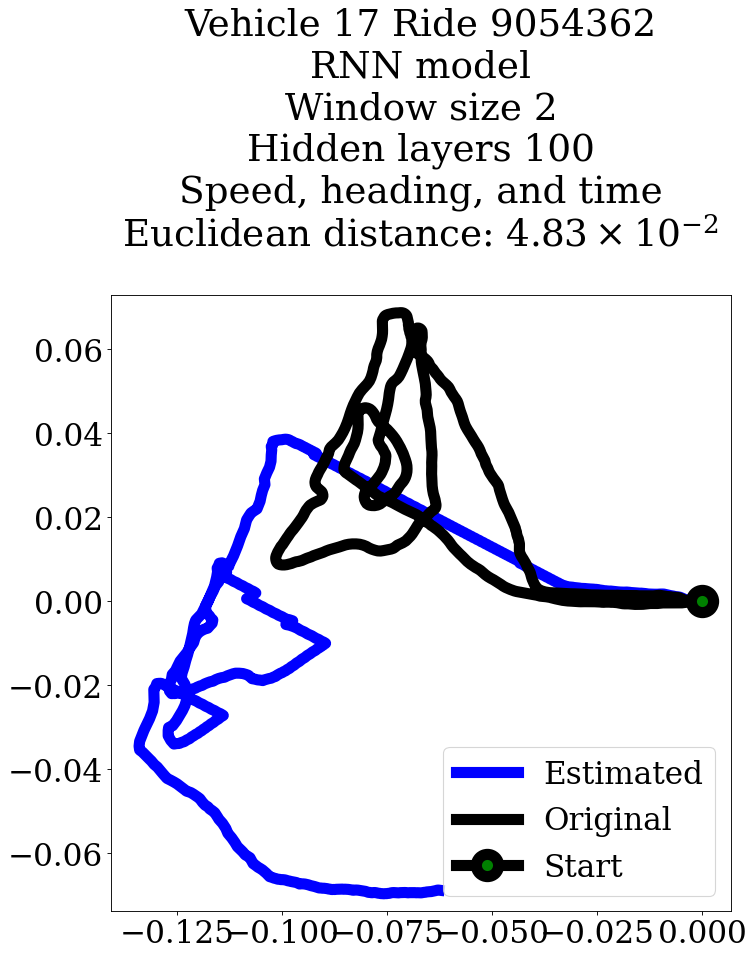 Vehicle 17 Ride 9054362
RNN model
Window size 2
Hidden layers 100
Speed, heading, and time
Euclidean distance: 4.83 × 10⁻²
0.06
0.04
0.02
0.00
−0.02
−0.04
−0.06
Estimated
Original
Start
−0.125 −0.100 −0.075 −0.050 −0.025 0.000